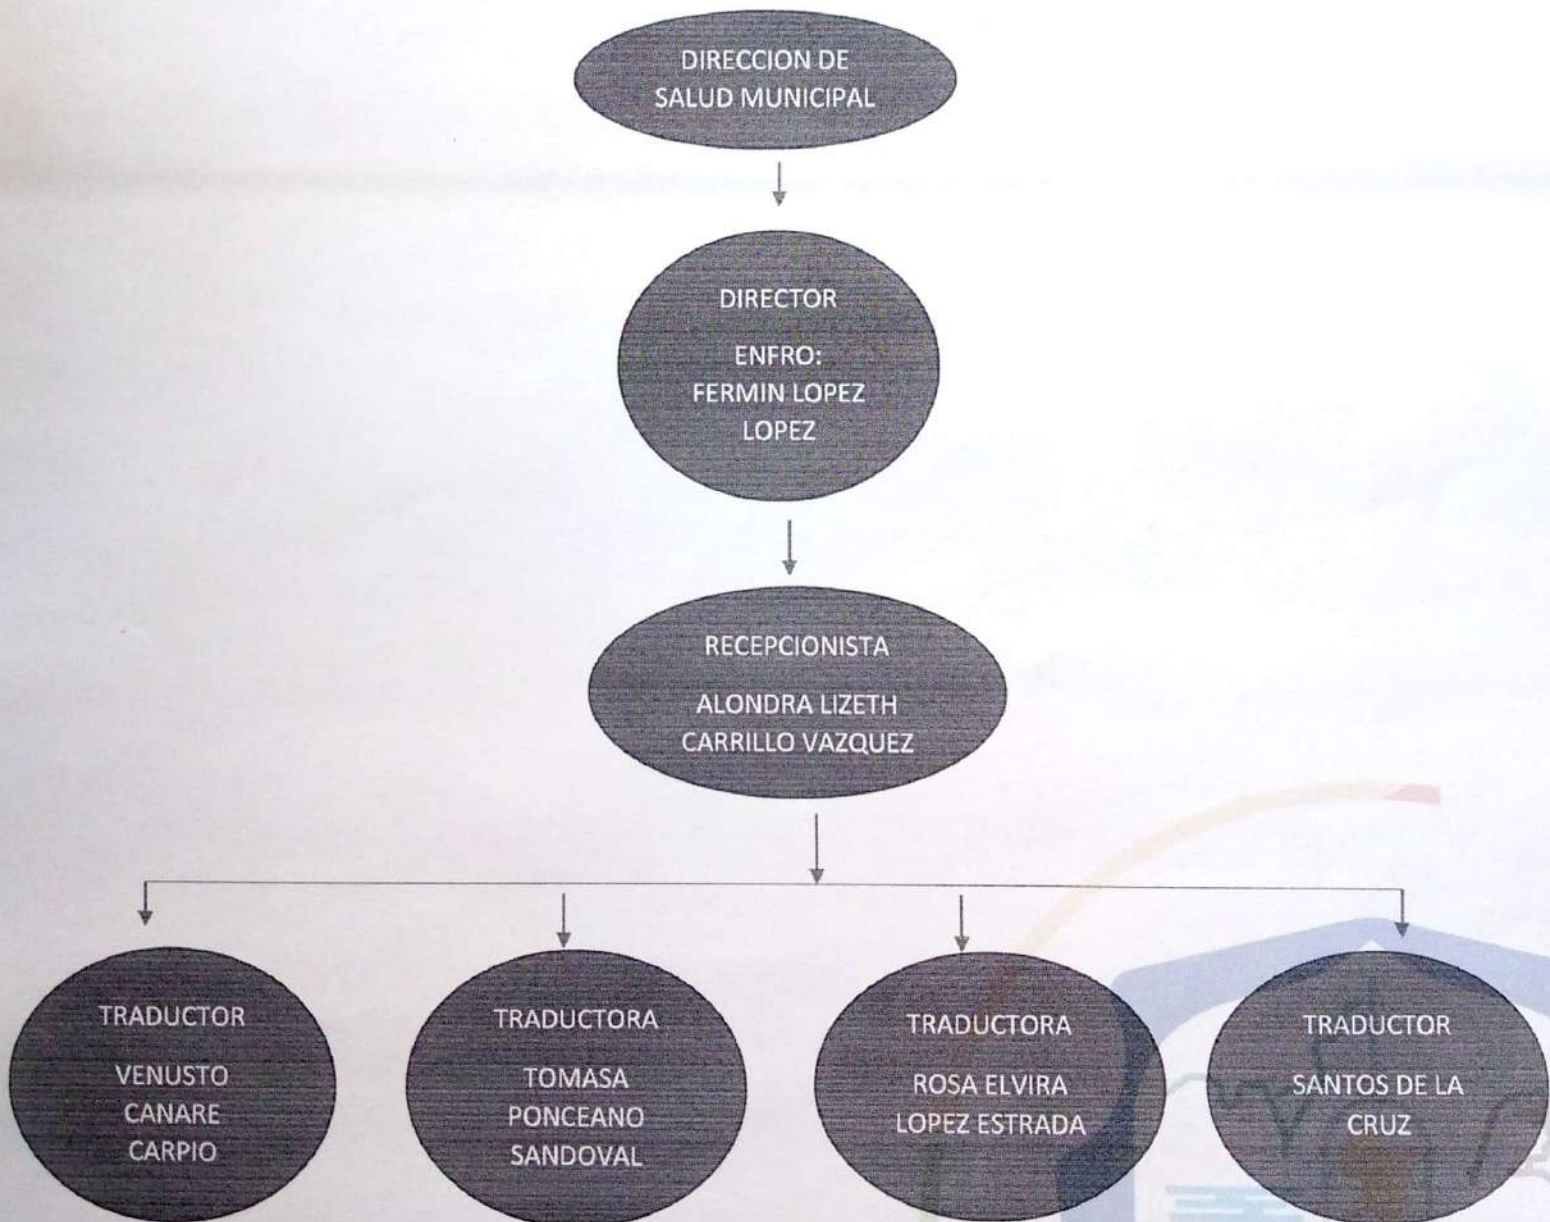 DIRECCION DE
SALUD MUNICIPAL
DIRECTOR
ENFRO:
FERMIN LOPEZ
LOPEZ
RECEPCIONISTA
ALONDRA LIZETH
CARRILLO VAZQUEZ
TRADUCTOR
VENUSTO
CANARE
CARPIO
TRADUCTORA
TOMASA
PONCEANO
SANDOVAL
TRADUCTORA
ROSA ELVIRA
LOPEZ ESTRADA
TRADUCTOR
SANTOS DE LA
CRUZ